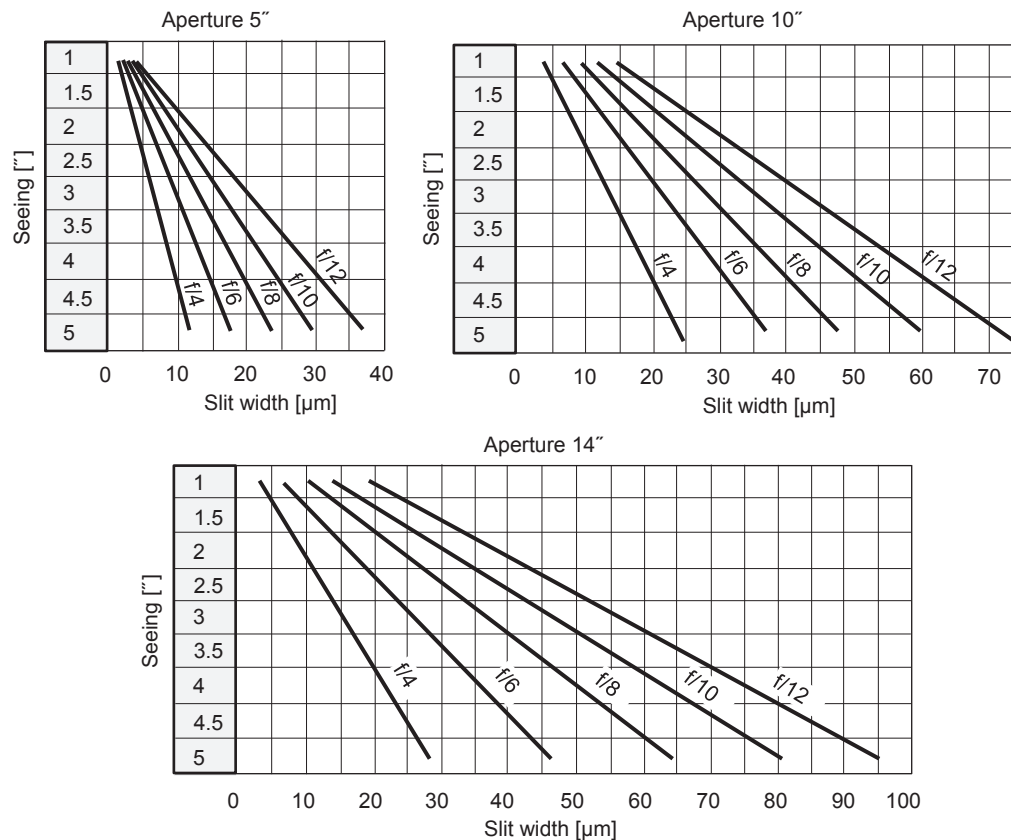 Aperture 5″
Seeing [″]
1
1.5
2
2.5
3
3.5
4
4.5
5
f/4
f/6
f/8
f/10
f/12
0 10 20 30 40
Slit width [µm]
Aperture 10″
Seeing [″]
1
1.5
2
2.5
3
3.5
4
4.5
5
f/4
f/6
f/8
f/10
f/12
0 10 20 30 40 50 60 70
Slit width [µm]
Aperture 14″
Seeing [″]
1
1.5
2
2.5
3
3.5
4
4.5
5
f/4
f/6
f/8
f/10
f/12
0 10 20 30 40 50 60 70 80 90 100
Slit width [µm]